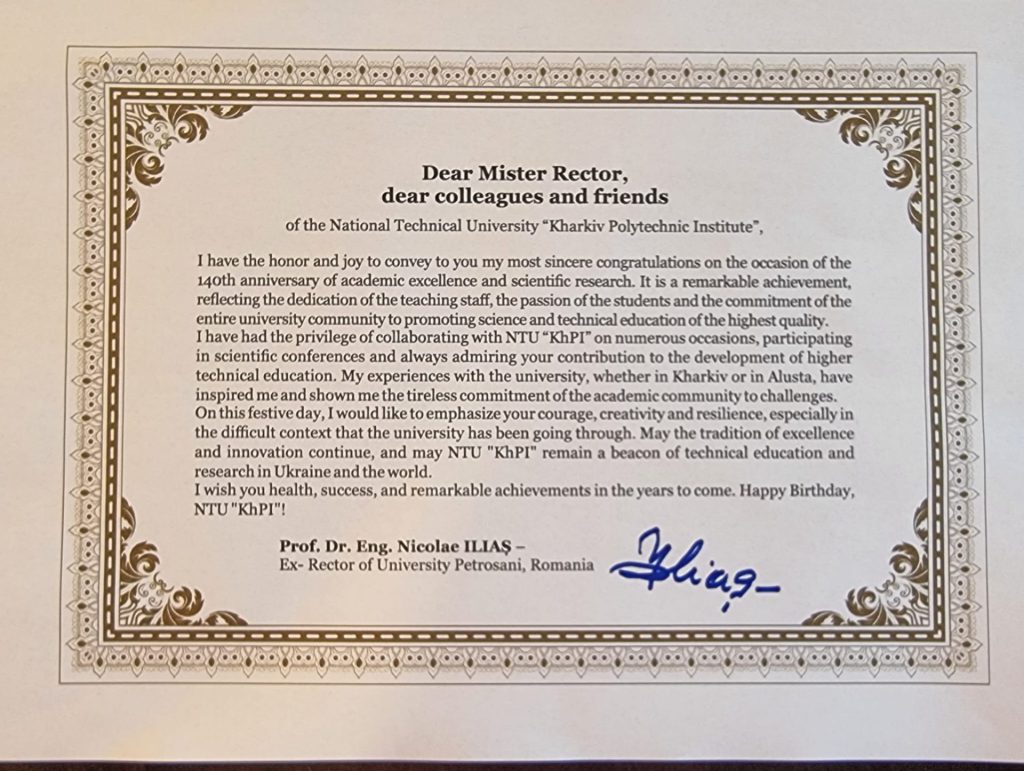 Dear Mister Rector,
dear colleagues and friends
of the National Technical University “Kharkiv Polytechnic Institute”,
I have the honor and joy to convey to you my most sincere congratulations on the occasion of the
140th anniversary of academic excellence and scientific research. It is a remarkable achievement,
reflecting the dedication of the teaching staff, the passion of the students and the commitment of the
entire university community to promoting science and technical education of the highest quality.
I have had the privilege of collaborating with NTU “KhPI” on numerous occasions, participating
in scientific conferences and always admiring your contribution to the development of higher
technical education. My experiences with the university, whether in Kharkiv or in Alusta, have
inspired me and shown me the tireless commitment of the academic community to challenges.
On this festive day, I would like to emphasize your courage, creativity and resilience, especially in
the difficult context that the university has been going through. May the tradition of excellence
and innovation continue, and may NTU "KhPI" remain a beacon of technical education and
research in Ukraine and the world.
I wish you health, success, and remarkable achievements in the years to come. Happy Birthday,
NTU "KhPI"!
Prof. Dr. Eng. Nicolae ILIAȘ –
Ex- Rector of University Petrosani, Romania
Iliaș